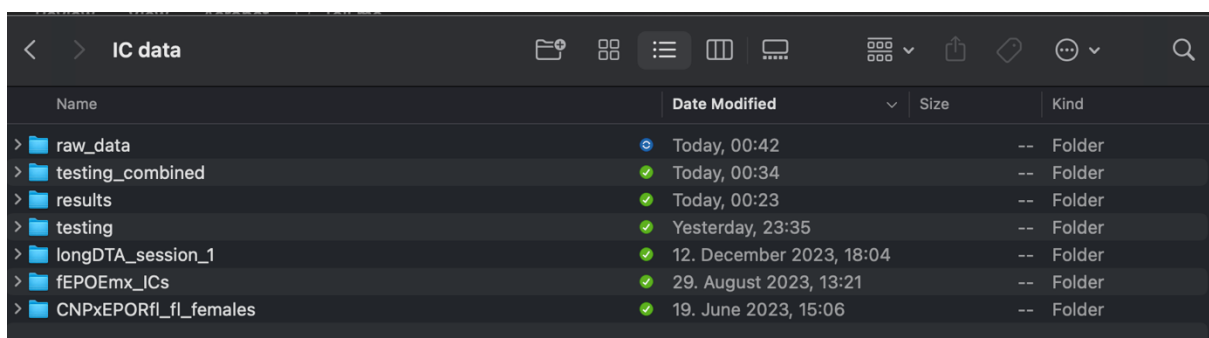 IC data
Name Date Modified Size Kind
raw_data Today, 00:42 -- Folder
testing_combined Today, 00:34 -- Folder
results Today, 00:23 -- Folder
testing Yesterday, 23:35 -- Folder
longDTA_session_1 12. December 2023, 18:04 -- Folder
fEPOEmx_ICs 29. August 2023, 13:21 -- Folder
CNPxEPORfl_fl_females 19. June 2023, 15:06 -- Folder